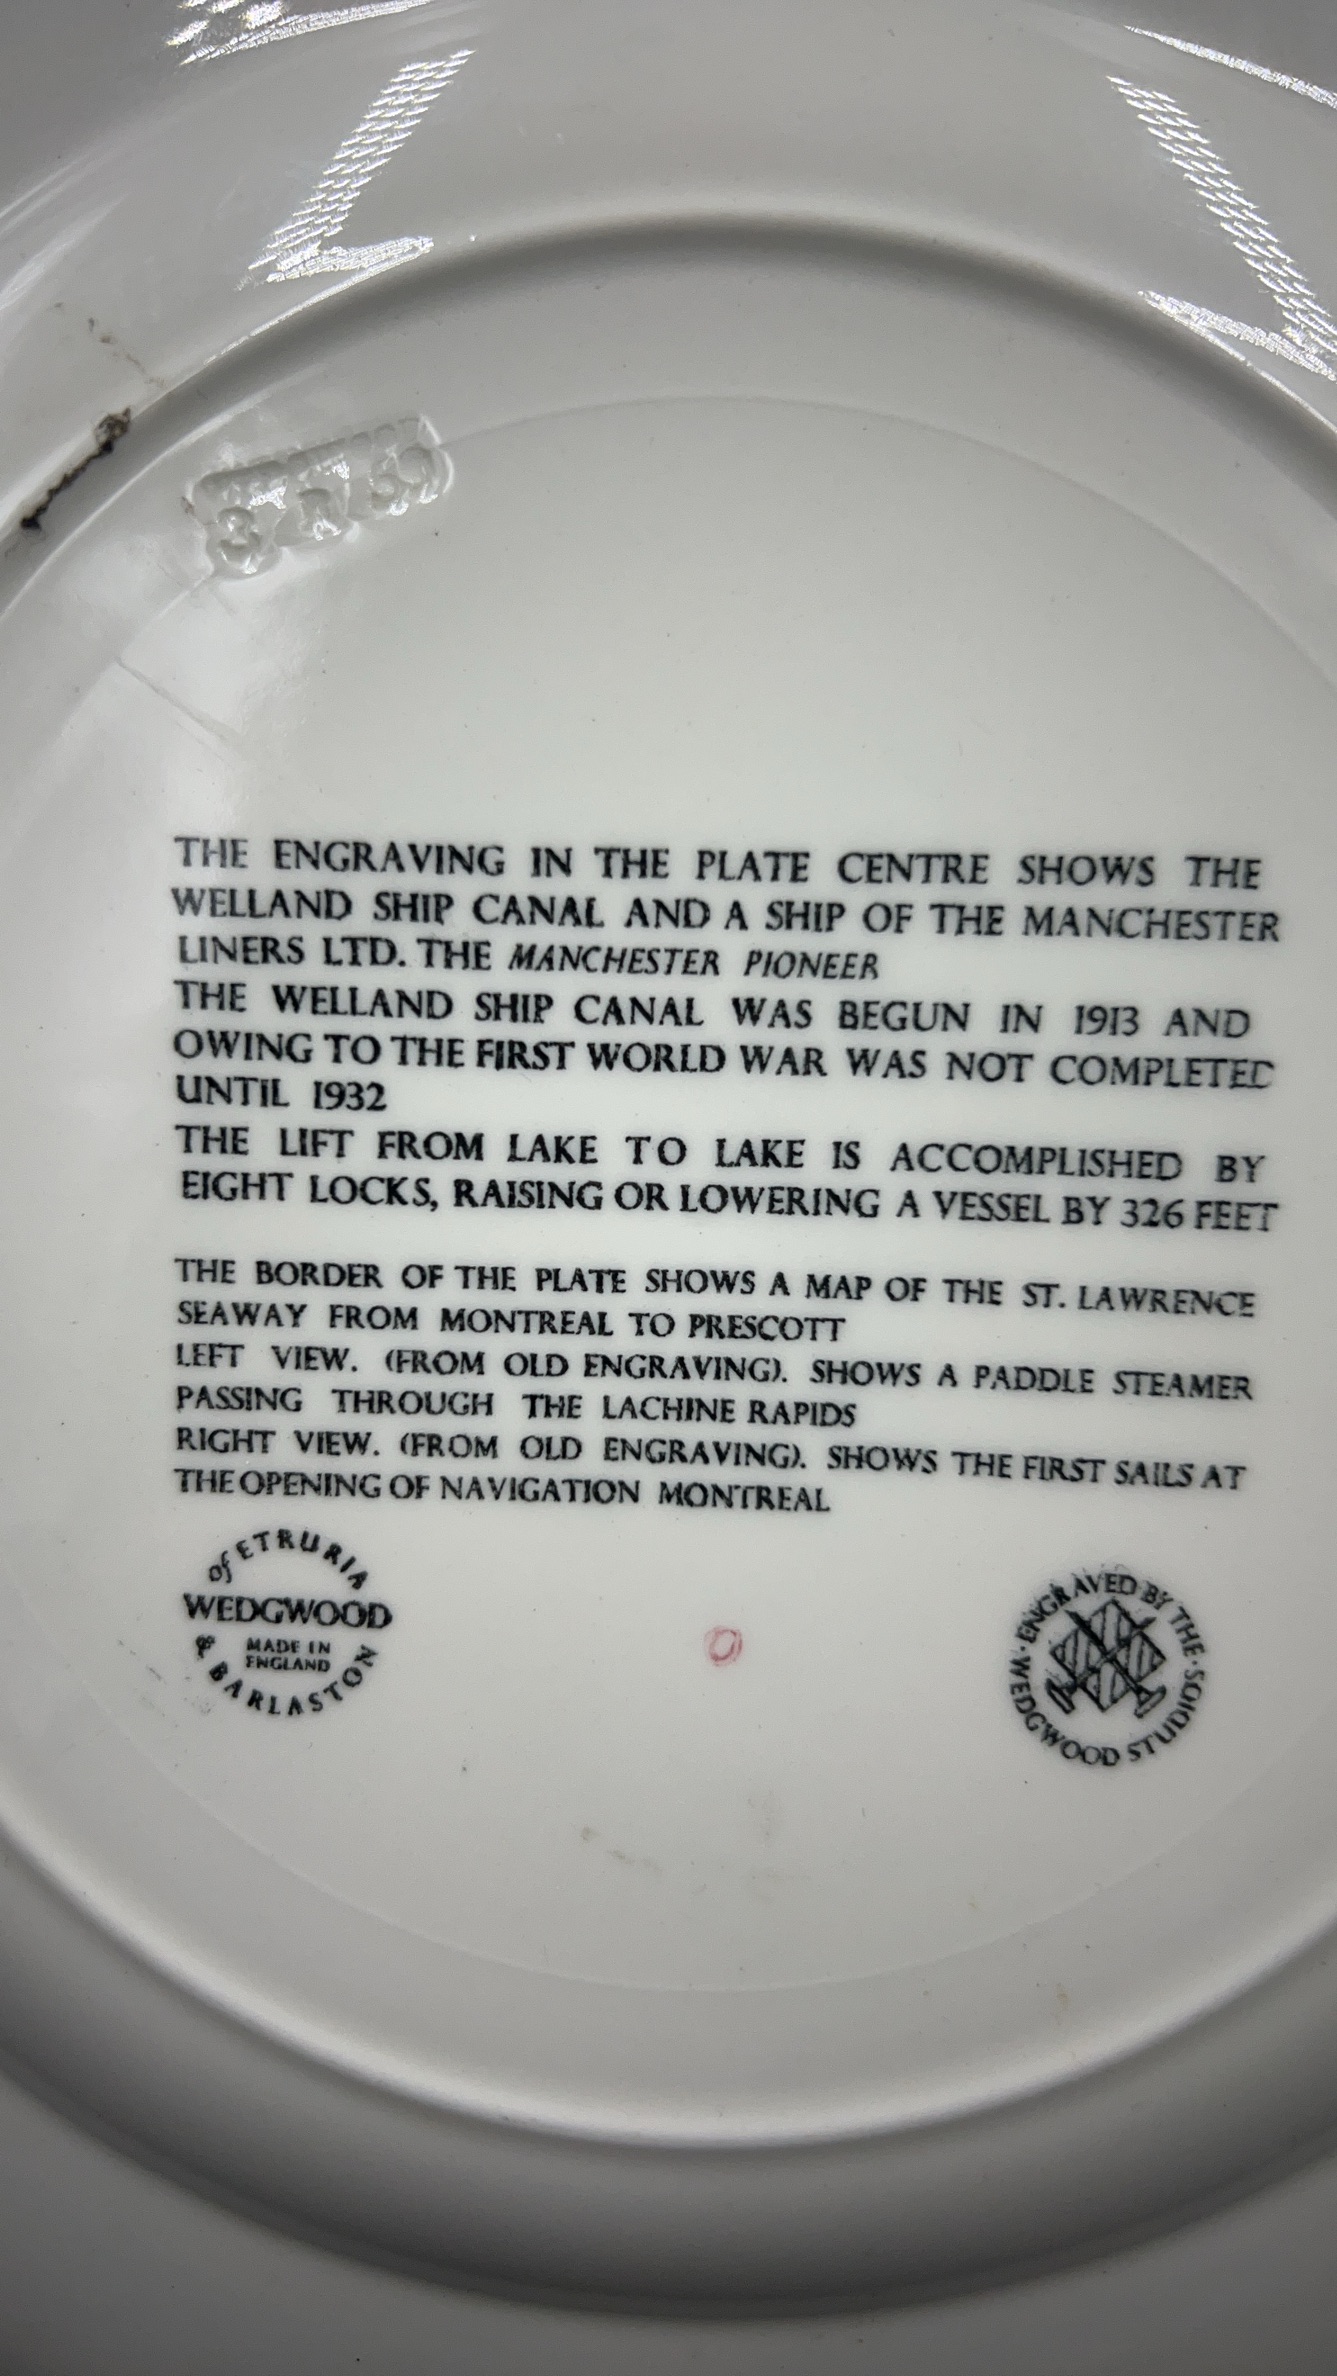 3 R 59
THE ENGRAVING IN THE PLATE CENTRE SHOWS THE
WELLAND SHIP CANAL AND A SHIP OF THE MANCHESTER
LINERS LTD. THE MANCHESTER PIONEER
THE WELLAND SHIP CANAL WAS BEGUN IN 1913 AND
OWING TO THE FIRST WORLD WAR WAS NOT COMPLETED
UNTIL 1932
THE LIFT FROM LAKE TO LAKE IS ACCOMPLISHED BY
EIGHT LOCKS, RAISING OR LOWERING A VESSEL BY 326 FEET
THE BORDER OF THE PLATE SHOWS A MAP OF THE ST. LAWRENCE
SEAWAY FROM MONTREAL TO PRESCOTT
LEFT VIEW. (FROM OLD ENGRAVING). SHOWS A PADDLE STEAMER
PASSING THROUGH THE LACHINE RAPIDS
RIGHT VIEW. (FROM OLD ENGRAVING). SHOWS THE FIRST SAILS AT
THE OPENING OF NAVIGATION MONTREAL
of ETRURIA
WEDGWOOD
MADE IN
ENGLAND
& BARLASTON
ENGRAVED BY THE · WEDGWOOD STUDIOS ·